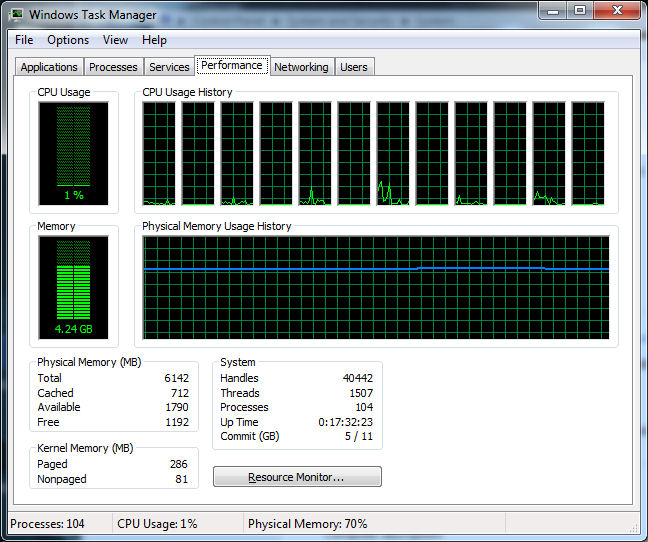 Windows Task Manager
File Options View Help
Applications Processes Services Performance Networking Users
CPU Usage
CPU Usage History
1 %
Memory
Physical Memory Usage History
4.24 GB
Physical Memory (MB)
Total 6142
Cached 712
Available 1790
Free 1192
System
Handles 40442
Threads 1507
Processes 104
Up Time 0:17:32:23
Commit (GB) 5 / 11
Kernel Memory (MB)
Paged 286
Nonpaged 81
Resource Monitor...
Processes: 104 CPU Usage: 1% Physical Memory: 70%